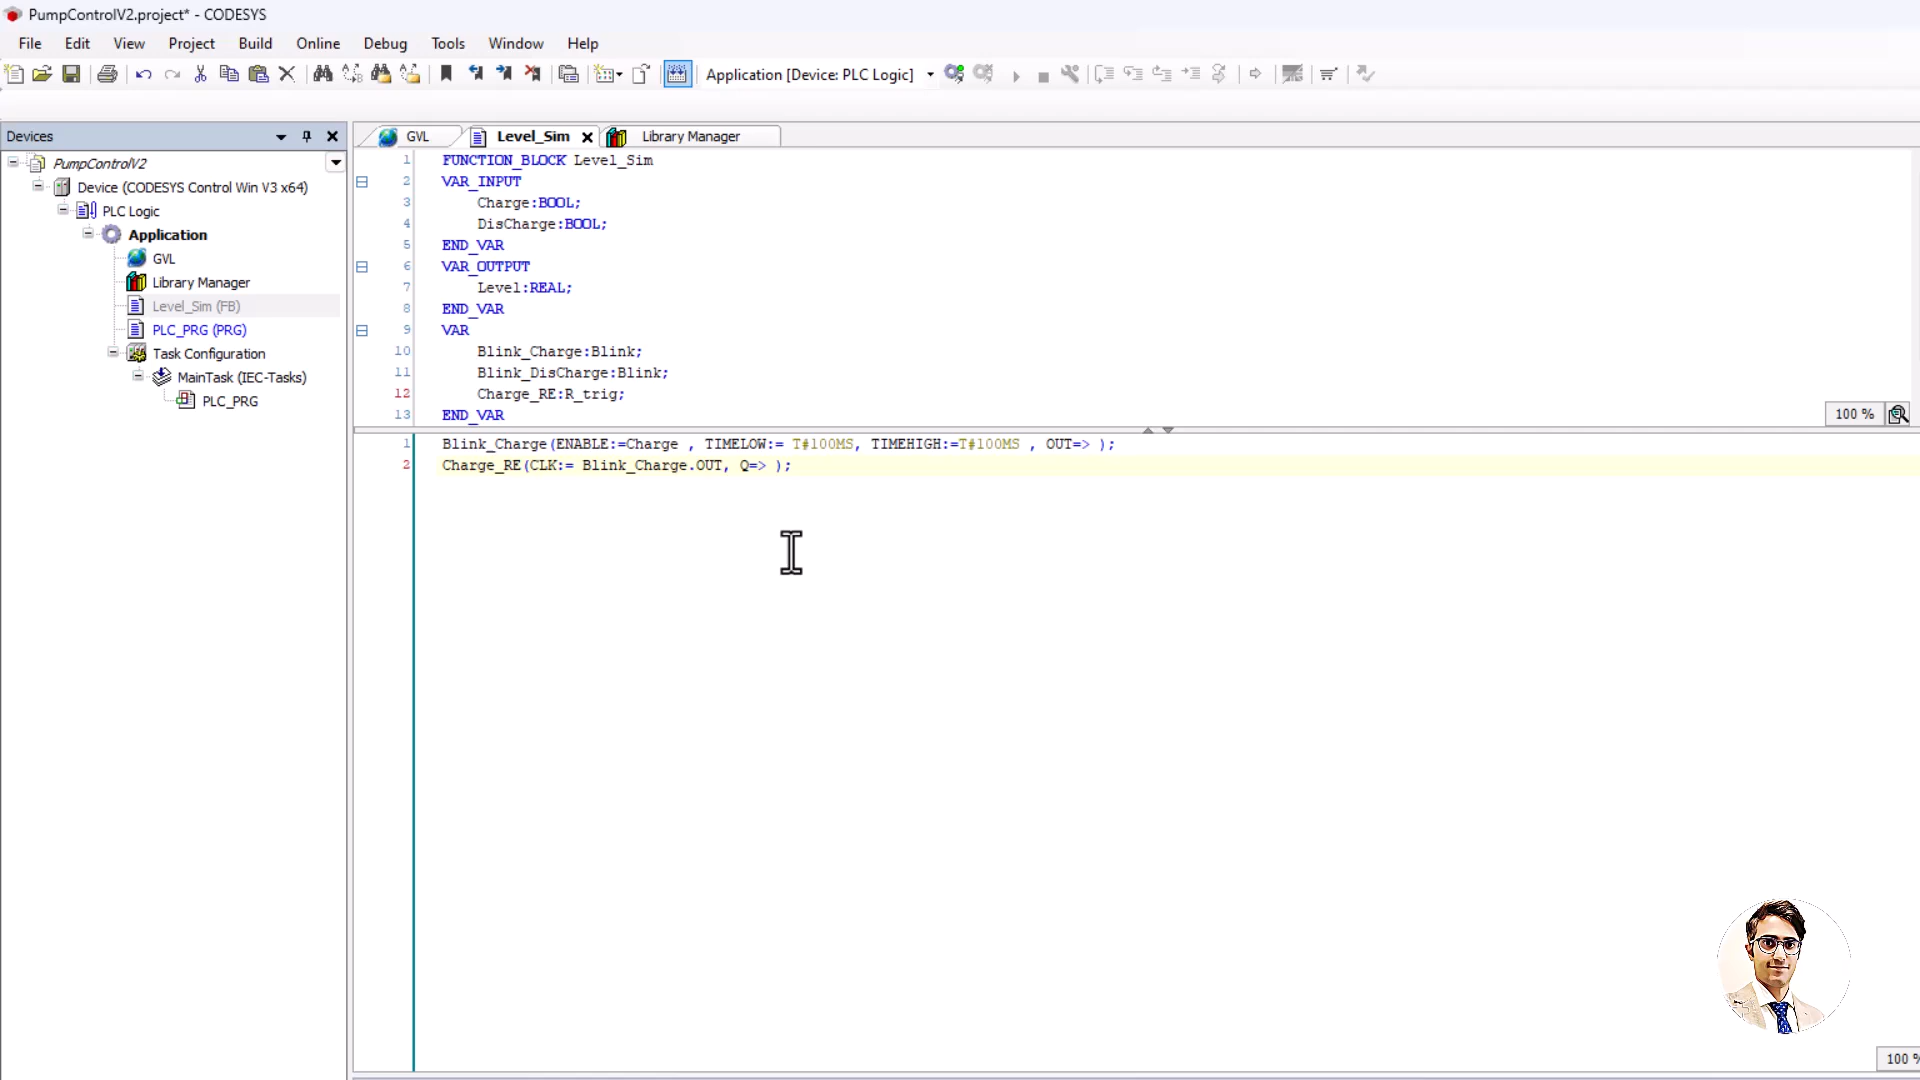 PumpControlV2.project* - CODESYS
File Edit View Project Build Online Debug Tools Window Help
Application [Device: PLC Logic]
Devices
PumpControlV2
Device (CODESYS Control Win V3 x64)
PLC Logic
Application
GVL
Library Manager
Level_Sim (FB)
PLC_PRG (PRG)
Task Configuration
MainTask (IEC-Tasks)
PLC_PRG
GVL Level_Sim Library Manager
1 FUNCTION_BLOCK Level_Sim
2 VAR_INPUT
3 Charge:BOOL;
4 DisCharge:BOOL;
5 END_VAR
6 VAR_OUTPUT
7 Level:REAL;
8 END_VAR
9 VAR
10 Blink_Charge:Blink;
11 Blink_DisCharge:Blink;
12 Charge_RE:R_trig;
13 END_VAR
100 %
1 Blink_Charge(ENABLE:=Charge , TIMELOW:= T#100MS, TIMEHIGH:=T#100MS , OUT=> );
2 Charge_RE(CLK:= Blink_Charge.OUT, Q=> );
100 %